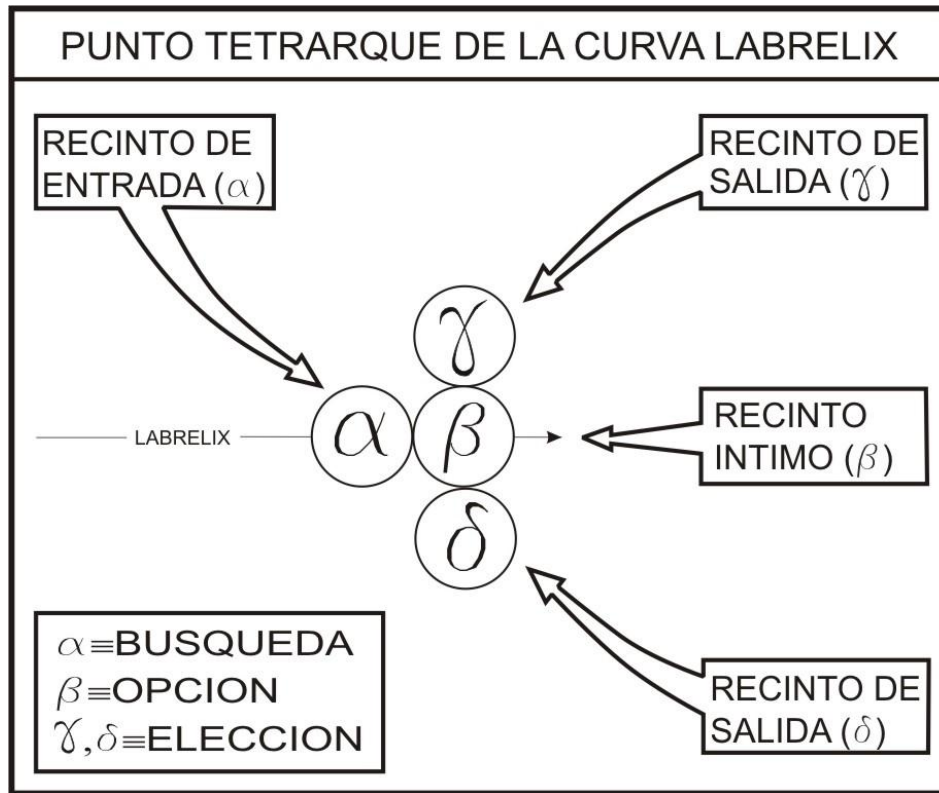 PUNTO TETRARQUE DE LA CURVA LABRELIX
RECINTO DE
ENTRADA (α)
RECINTO DE
SALIDA (γ)
γ
LABRELIX
α
β
RECINTO
INTIMO (β)
δ
α≡BUSQUEDA
β≡OPCION
γ,δ≡ELECCION
RECINTO DE
SALIDA (δ)